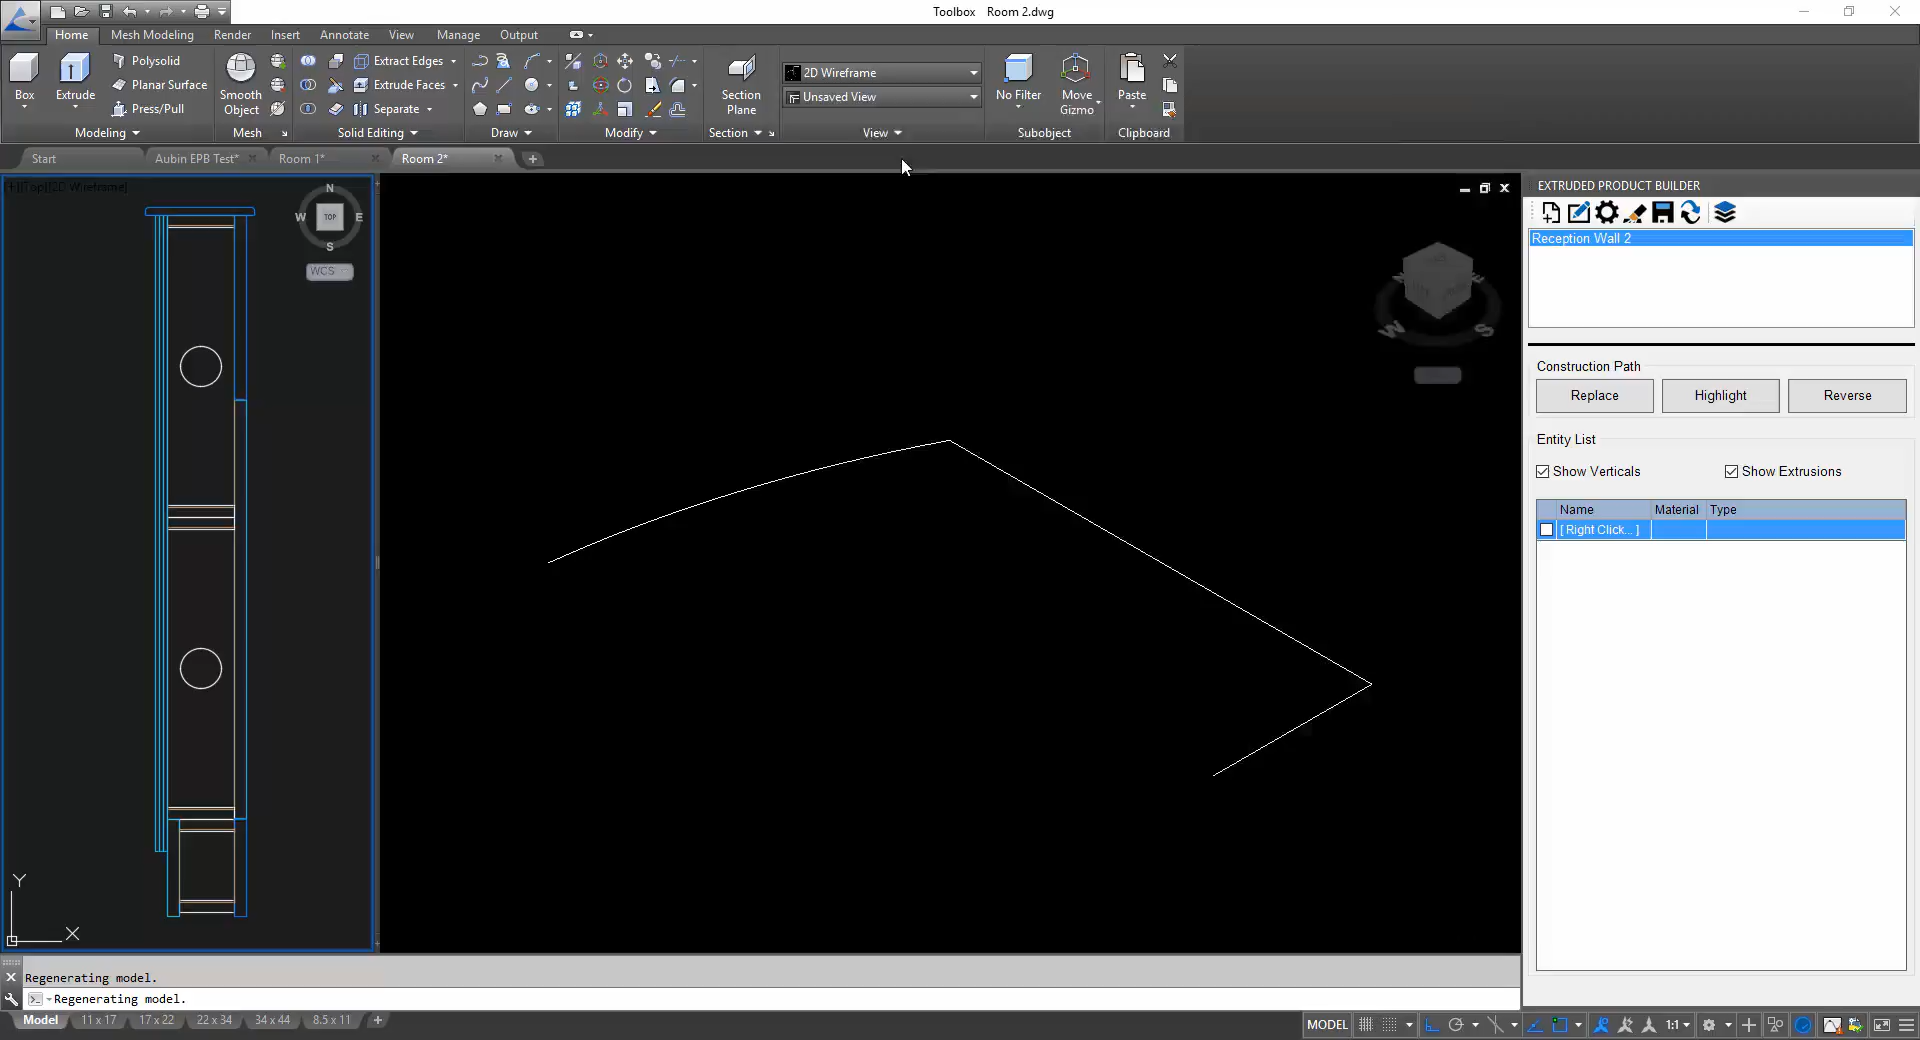 Toolbox Room 2.dwg
Home Mesh Modeling Render Insert Annotate View Manage Output
Box
Extrude
Polysolid
Planar Surface
Press/Pull
Smooth
Object
Extract Edges
Extrude Faces
Separate
Section
Plane
2D Wireframe
Unsaved View
No Filter
Move
Gizmo
Paste
Modeling Mesh Solid Editing Draw Modify Section View Subobject Clipboard
Start Aubin EPB Test* Room 1* Room 2*
[+][Top][2D Wireframe]
N
W TOP E
S
WCS
Y
X
W S
EXTRUDED PRODUCT BUILDER
Reception Wall 2
Construction Path
Replace Highlight Reverse
Entity List
Show Verticals Show Extrusions
Name Material Type
[ Right Click... ]
Regenerating model.
Regenerating model.
Model 11 x 17 17 x 22 22 x 34 34 x 44 8.5 x 11
MODEL 1:1